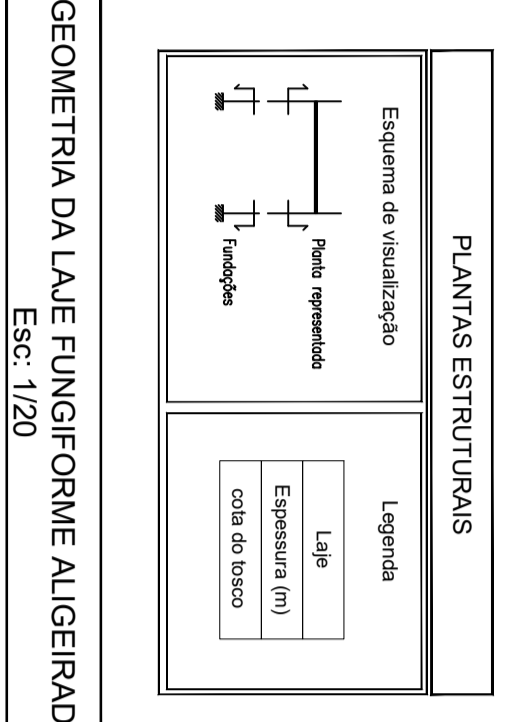 PLANTAS ESTRUTURAIS
Esquema de visualização
Planta representada
Fundações
Legenda
Laje
Espessura (m)
cota do tosco
GEOMETRIA DA LAJE FUNGIFORME ALIGEIRAD
Esc: 1/20